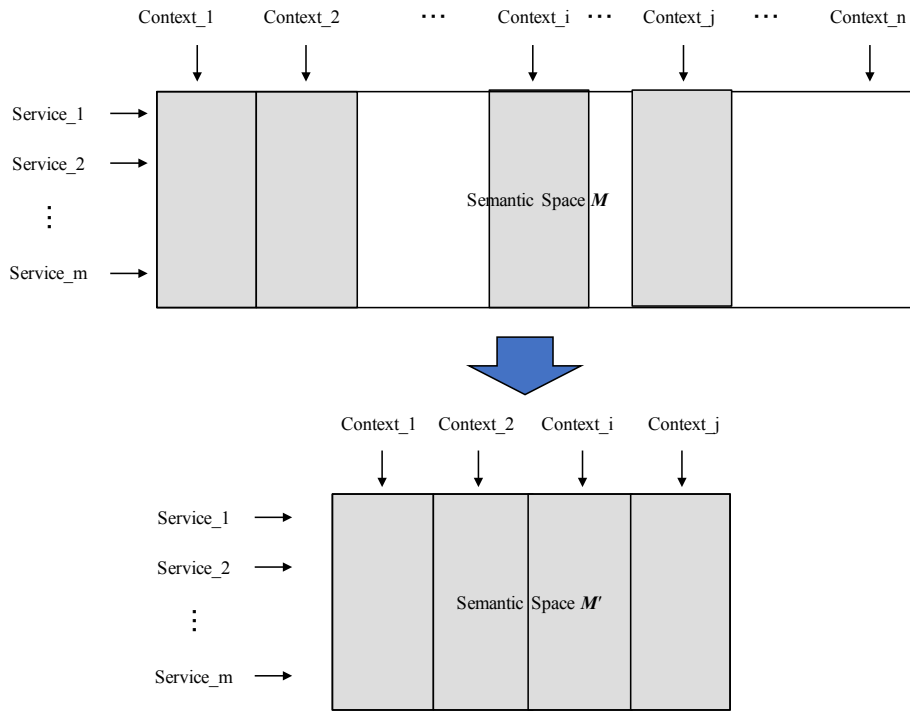 Context_1 Context_2 ... Context_i ... Context_j ... Context_n
Service_1
Service_2
⋮
Semantic Space M
Service_m
Context_1 Context_2 Context_i Context_j
Service_1
Service_2
Semantic Space M'
⋮
Service_m